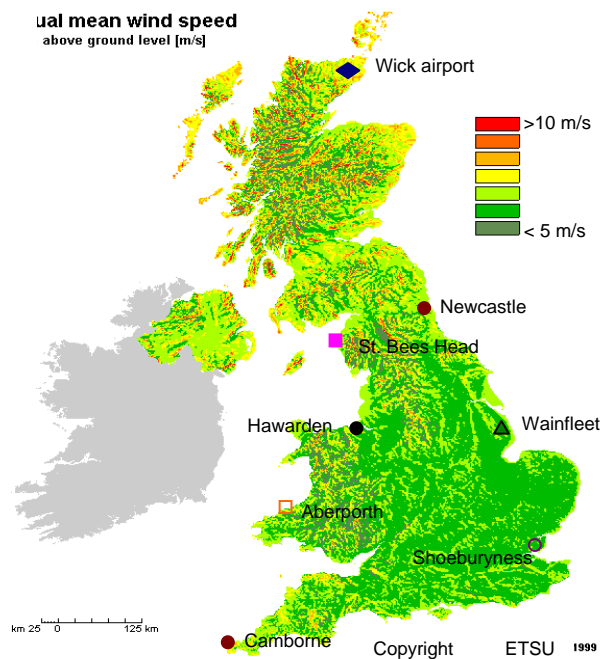 ual mean wind speed
above ground level [m/s]
Wick airport
>10 m/s
< 5 m/s
Newcastle
St. Bees Head
Hawarden
Wainfleet
Aberporth
Shoeburyness
km 25 0 125 km
Camborne
Copyright ETSU 1999